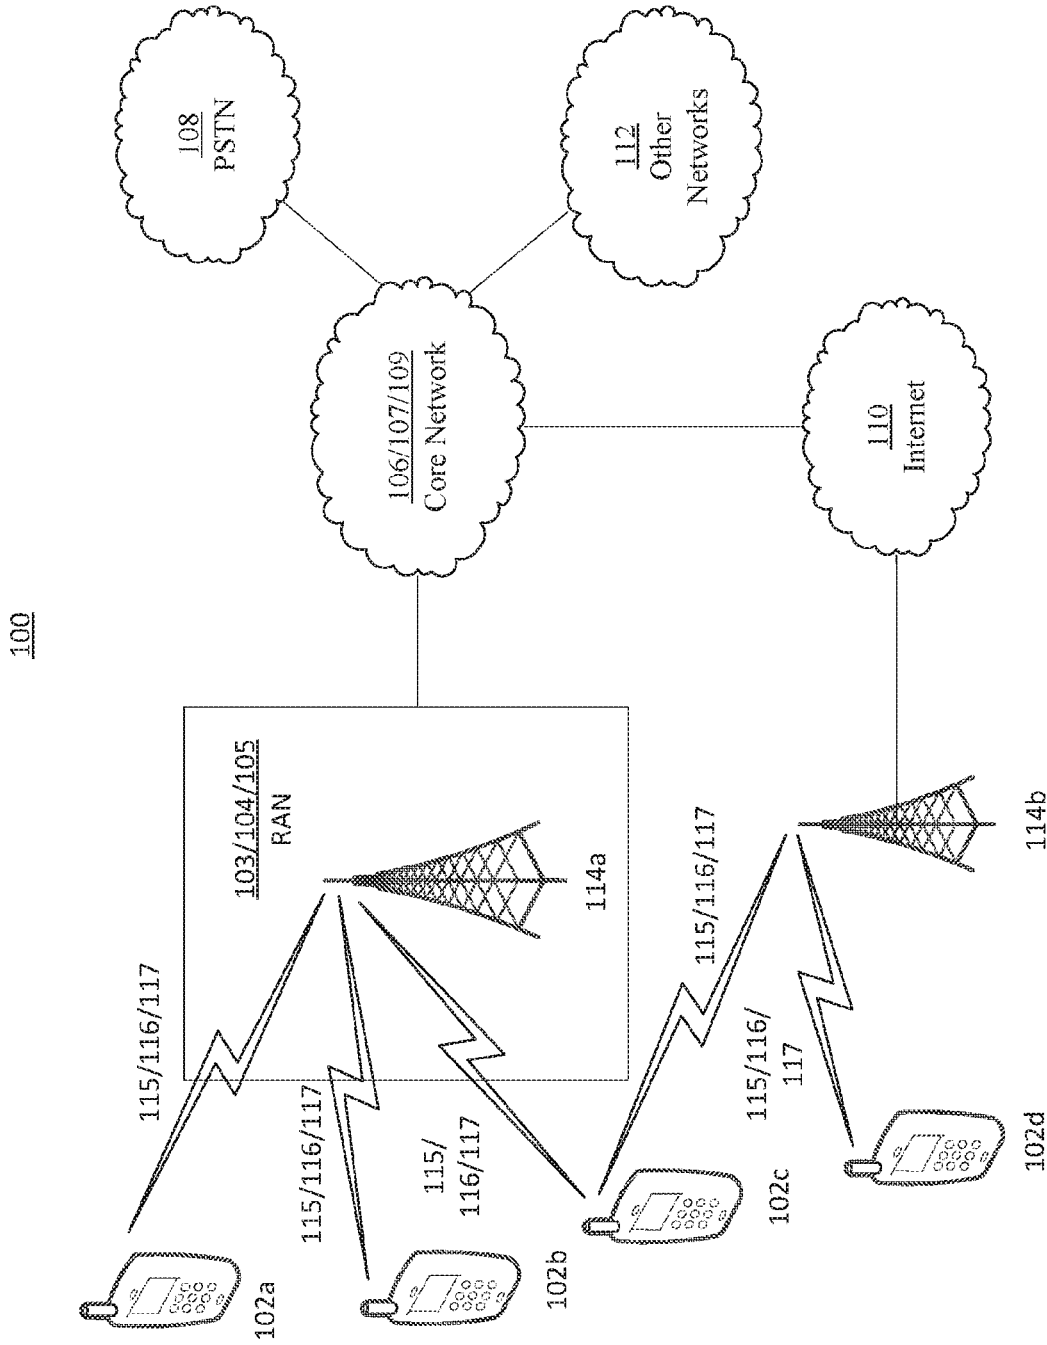 100
115/116/117
103/104/105
RAN
114a
102a
115/116/117
102b
115/
116/117
102c
115/116/117
115/116/
117
102d
114b
106/107/109
Core Network
108
PSTN
112
Other
Networks
110
Internet